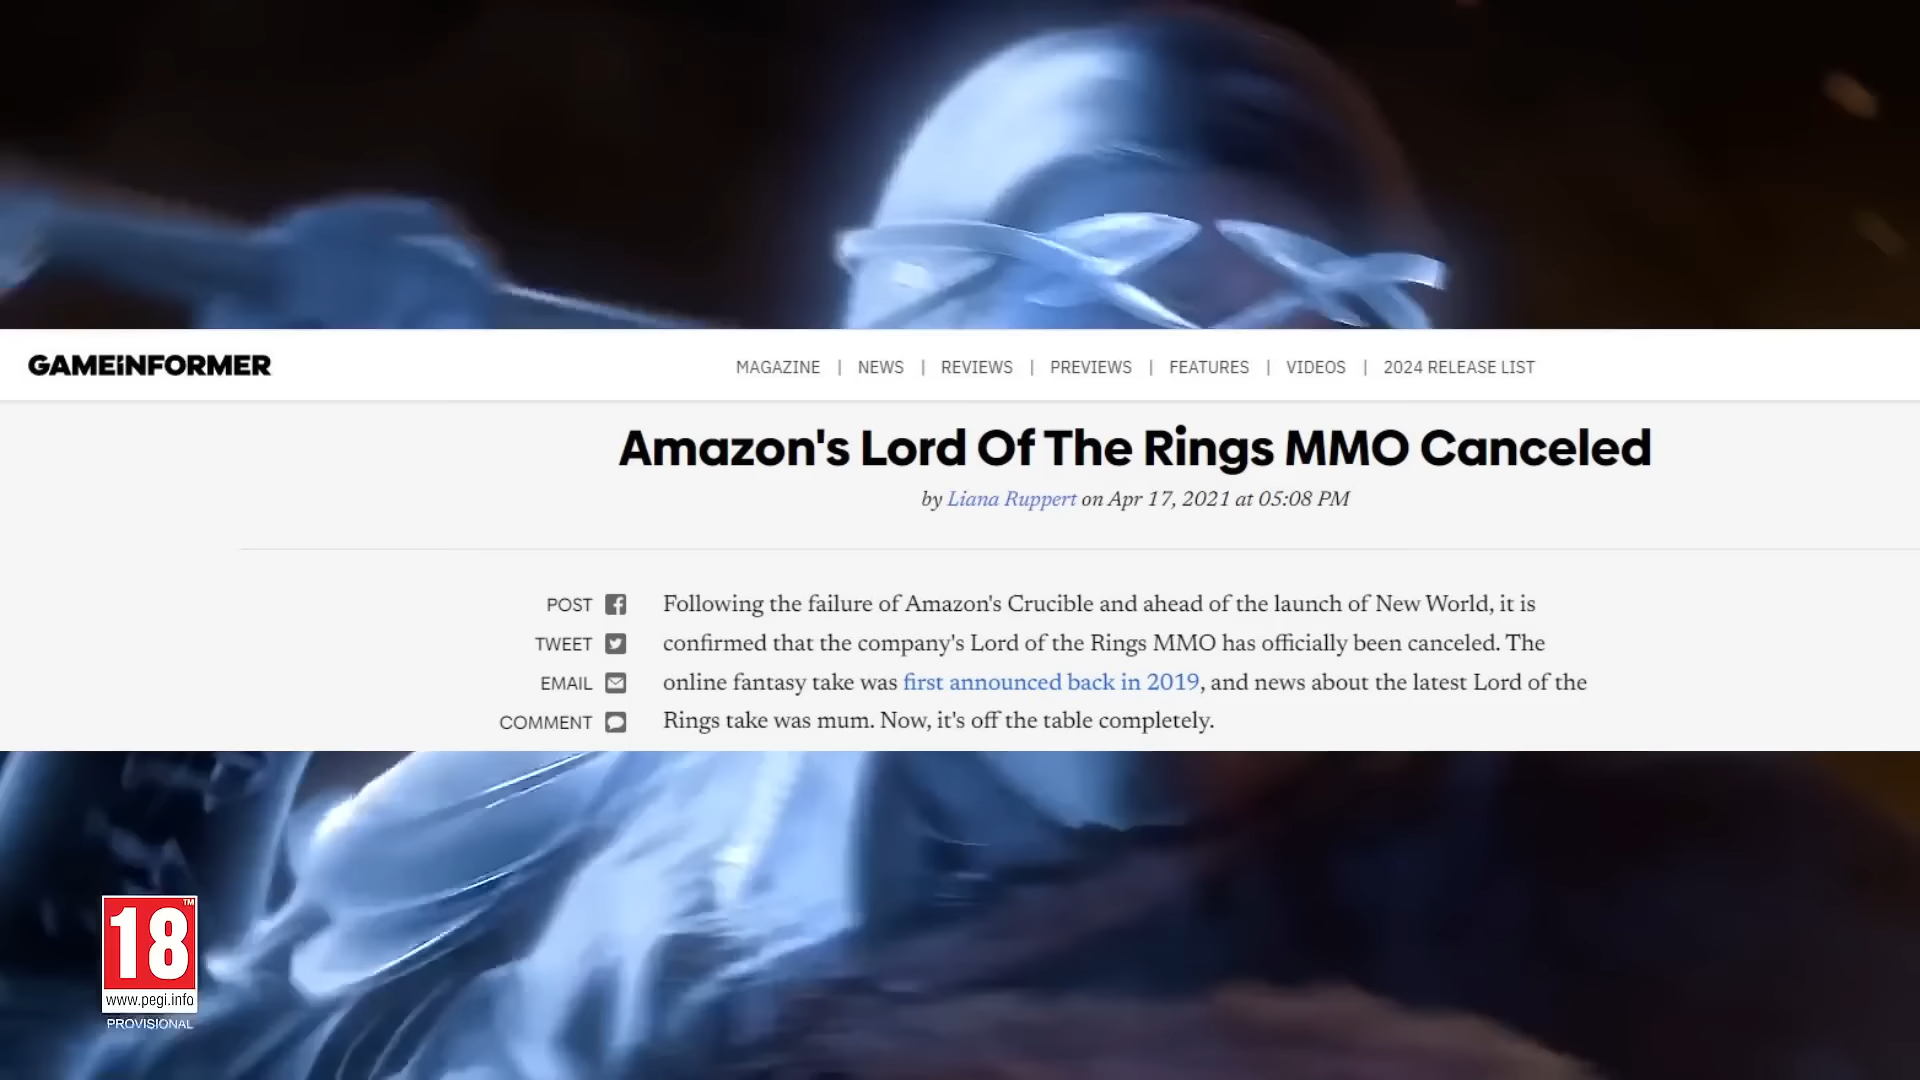 GAMEINFORMER
MAGAZINE | NEWS | REVIEWS | PREVIEWS | FEATURES | VIDEOS | 2024 RELEASE LIST
Amazon's Lord Of The Rings MMO Canceled
by Liana Ruppert on Apr 17, 2021 at 05:08 PM
POST
TWEET
EMAIL
COMMENT
Following the failure of Amazon's Crucible and ahead of the launch of New World, it is
confirmed that the company's Lord of the Rings MMO has officially been canceled. The
online fantasy take was first announced back in 2019, and news about the latest Lord of the
Rings take was mum. Now, it's off the table completely.
18™
www.pegi.info
PROVISIONAL